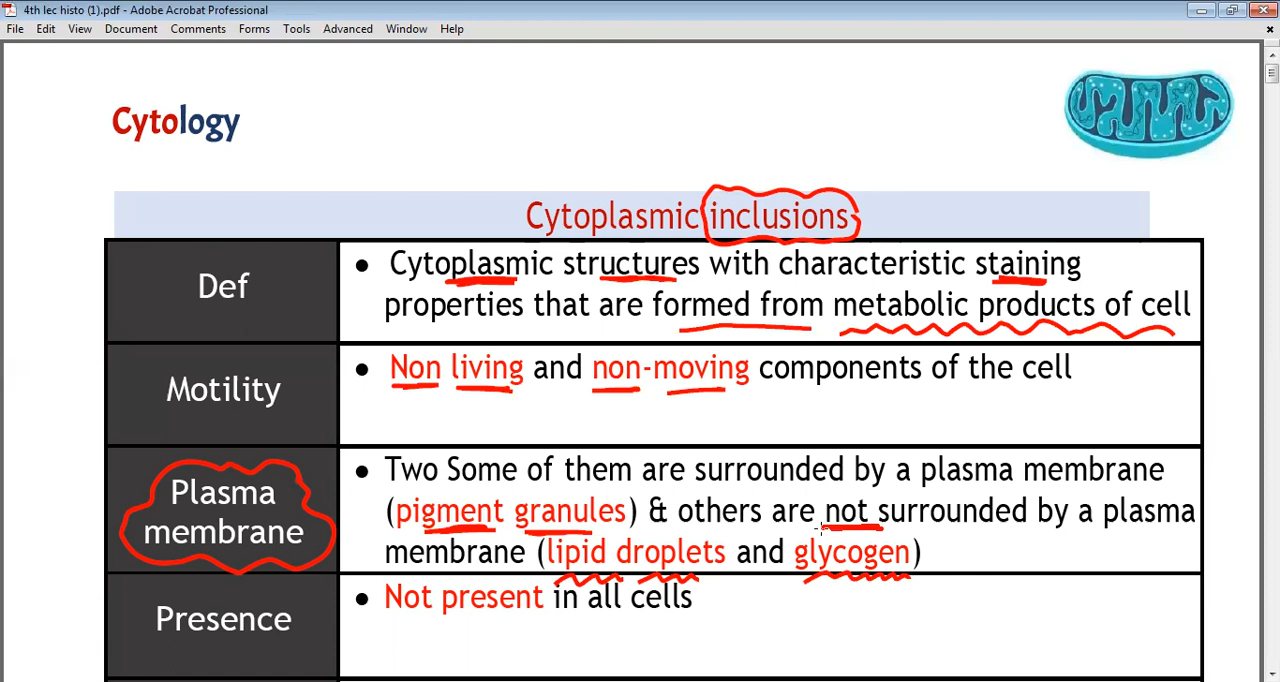 4th lec histo (1).pdf - Adobe Acrobat Professional
File Edit View Document Comments Forms Tools Advanced Window Help
Cytology
Cytoplasmic inclusions
Def
• Cytoplasmic structures with characteristic staining
properties that are formed from metabolic products of cell
Motility
• Non living and non-moving components of the cell
Plasma
membrane
• Two Some of them are surrounded by a plasma membrane
(pigment granules) & others are not surrounded by a plasma
membrane (lipid droplets and glycogen)
Presence
• Not present in all cells